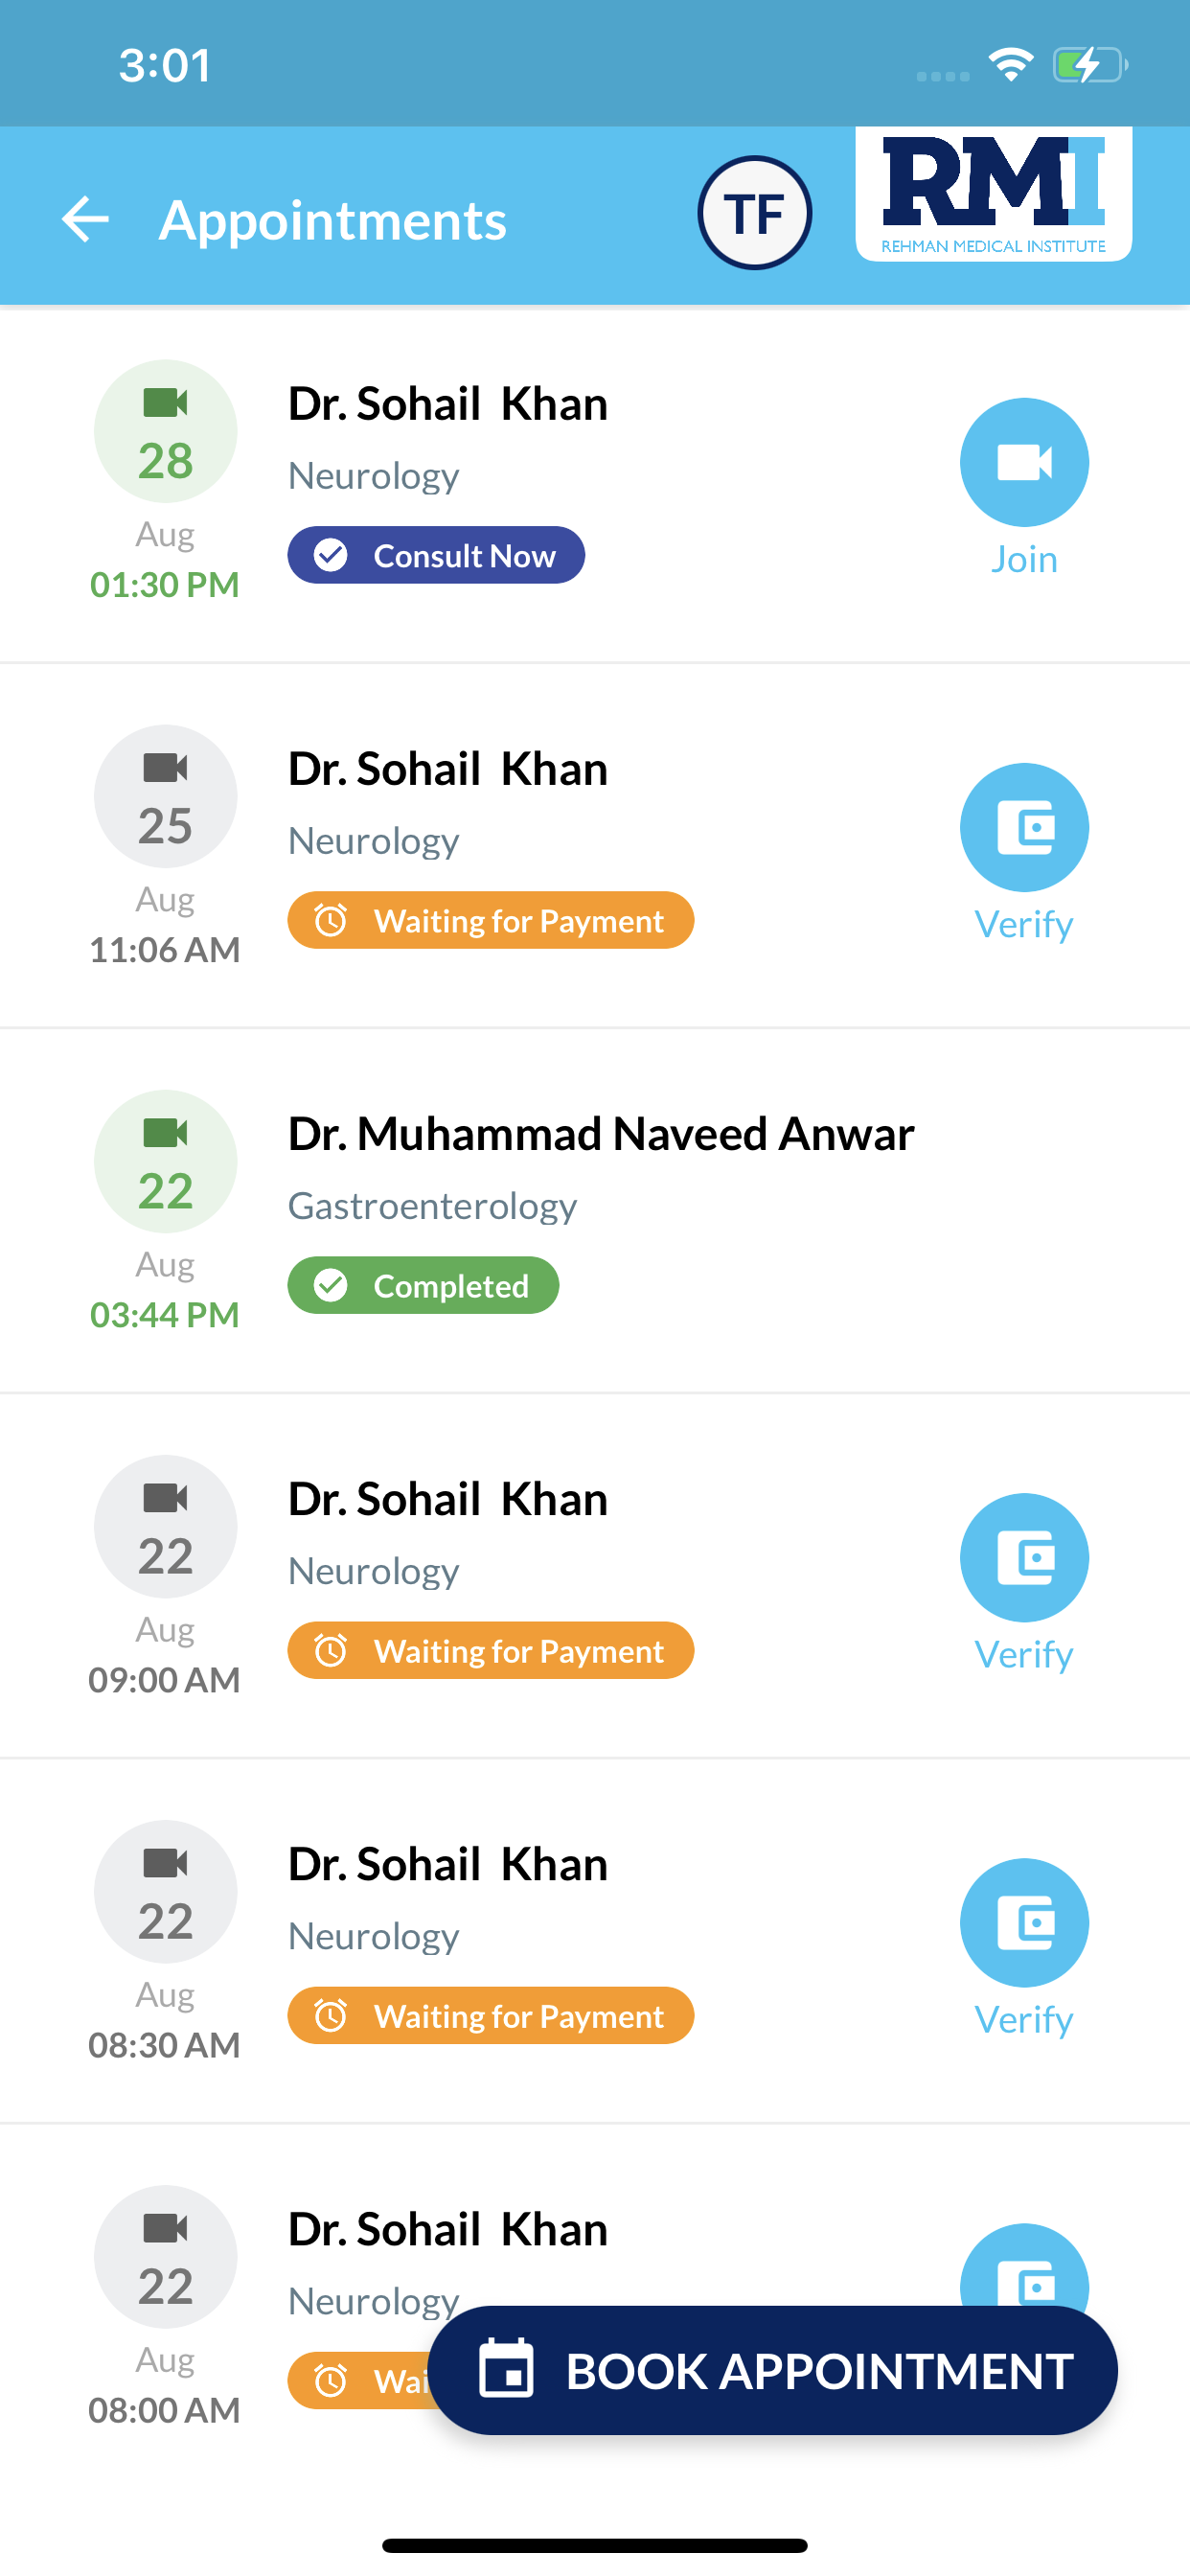 3:01
Appointments
TF
RMI
REHMAN MEDICAL INSTITUTE
28
Aug
01:30 PM
Dr. Sohail  Khan
Neurology
Consult Now
Join
25
Aug
11:06 AM
Dr. Sohail  Khan
Neurology
Waiting for Payment
Verify
22
Aug
03:44 PM
Dr. Muhammad Naveed Anwar
Gastroenterology
Completed
22
Aug
09:00 AM
Dr. Sohail  Khan
Neurology
Waiting for Payment
Verify
22
Aug
08:30 AM
Dr. Sohail  Khan
Neurology
Waiting for Payment
Verify
22
Aug
08:00 AM
Dr. Sohail  Khan
Neurology
Wai
BOOK APPOINTMENT